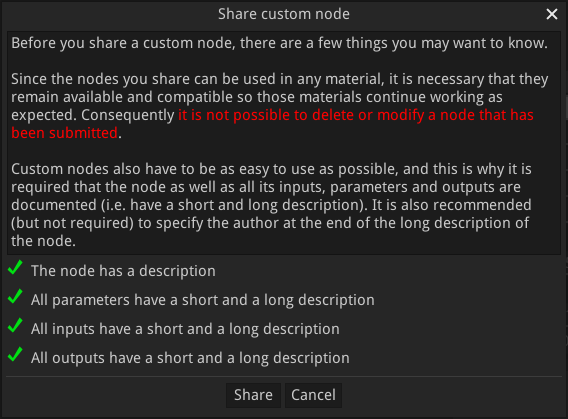 Share custom node
Before you share a custom node, there are a few things you may want to know.
Since the nodes you share can be used in any material, it is necessary that they
remain available and compatible so those materials continue working as
expected. Consequently it is not possible to delete or modify a node that has
been submitted.
Custom nodes also have to be as easy to use as possible, and this is why it is
required that the node as well as all its inputs, parameters and outputs are
documented (i.e. have a short and long description). It is also recommended
(but not required) to specify the author at the end of the long description of
the node.
The node has a description
All parameters have a short and a long description
All inputs have a short and a long description
All outputs have a short and a long description
Share Cancel